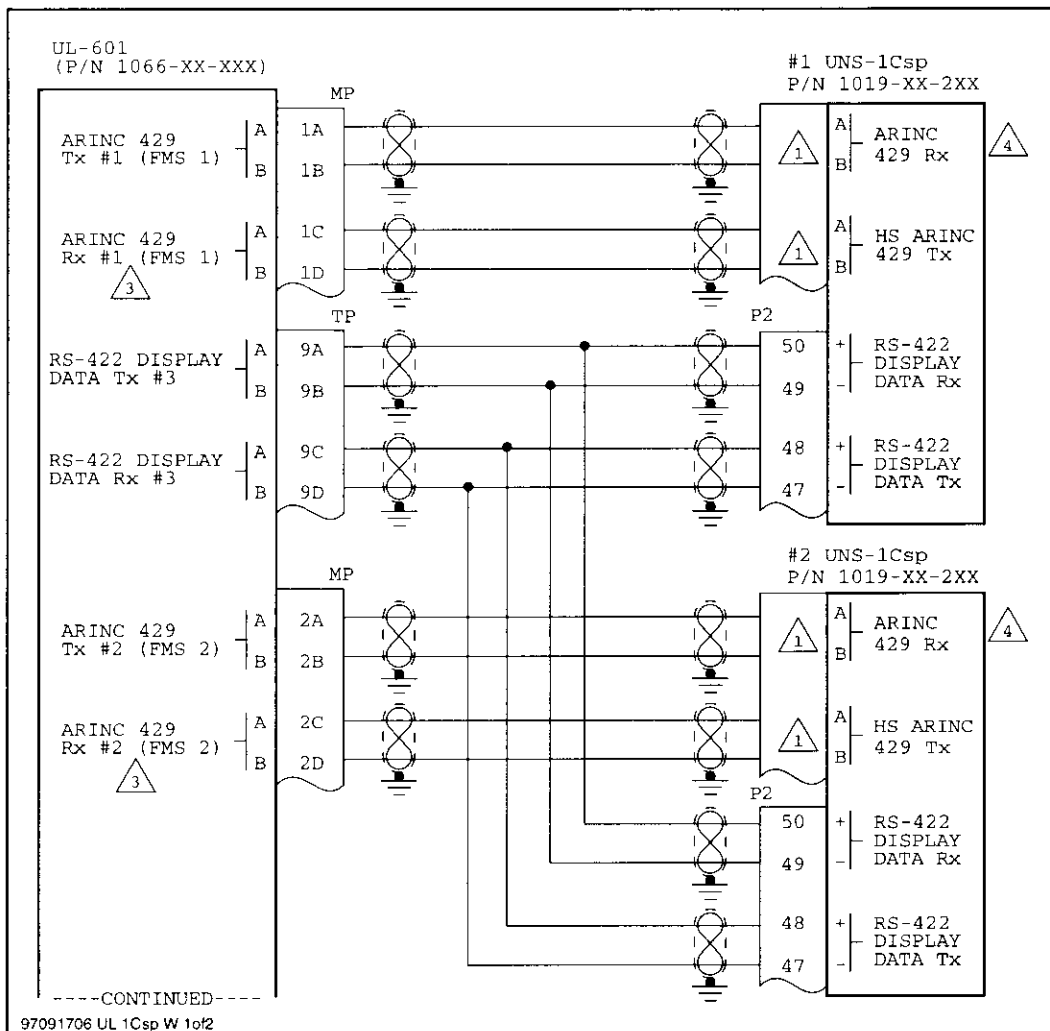 UL-601
(P/N 1066-XX-XXX)
MP
ARINC 429
Tx #1 (FMS 1)
A
B
1A
1B
ARINC 429
Rx #1 (FMS 1)
3
A
B
1C
1D
TP
RS-422 DISPLAY
DATA Tx #3
A
B
9A
9B
RS-422 DISPLAY
DATA Rx #3
A
B
9C
9D
MP
ARINC 429
Tx #2 (FMS 2)
A
B
2A
2B
ARINC 429
Rx #2 (FMS 2)
3
A
B
2C
2D
#1 UNS-1Csp
P/N 1019-XX-2XX
1
A
B
ARINC
429 Rx
4
1
A
B
HS ARINC
429 Tx
P2
50
49
+
-
RS-422
DISPLAY
DATA Rx
48
47
+
-
RS-422
DISPLAY
DATA Tx
#2 UNS-1Csp
P/N 1019-XX-2XX
1
A
B
ARINC
429 Rx
4
1
A
B
HS ARINC
429 Tx
P2
50
49
+
-
RS-422
DISPLAY
DATA Rx
48
47
+
-
RS-422
DISPLAY
DATA Tx
----CONTINUED----
97091706 UL 1Csp W 1of2